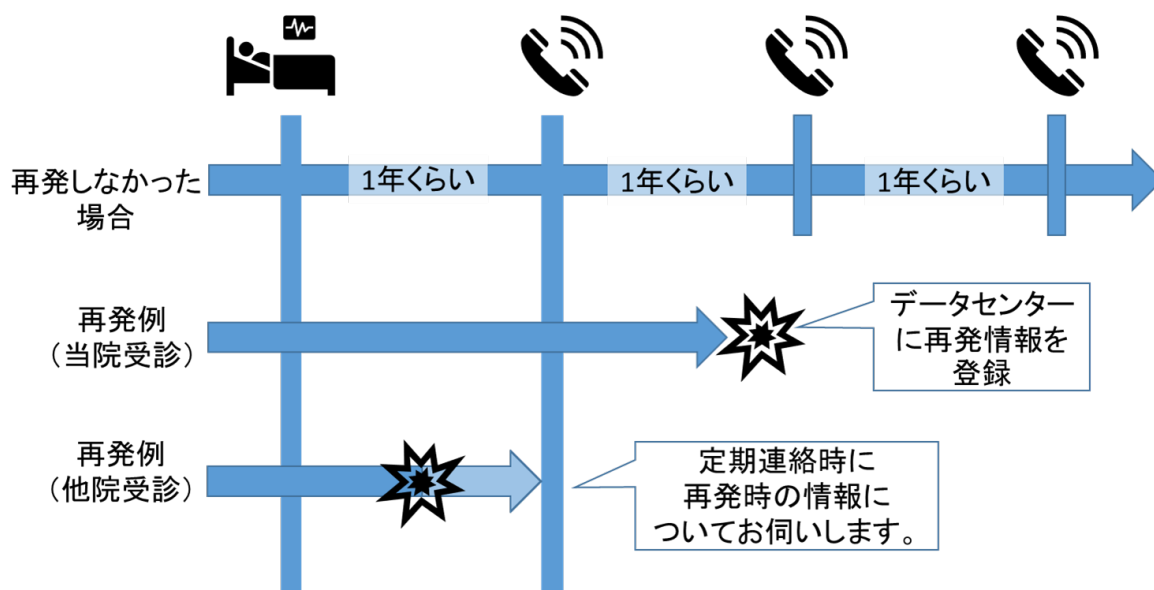 再発しなかった
場合
1年くらい
1年くらい
1年くらい
再発例
（当院受診）
データセンター
に再発情報を
登録
再発例
（他院受診）
定期連絡時に
再発時の情報に
ついてお伺いします。